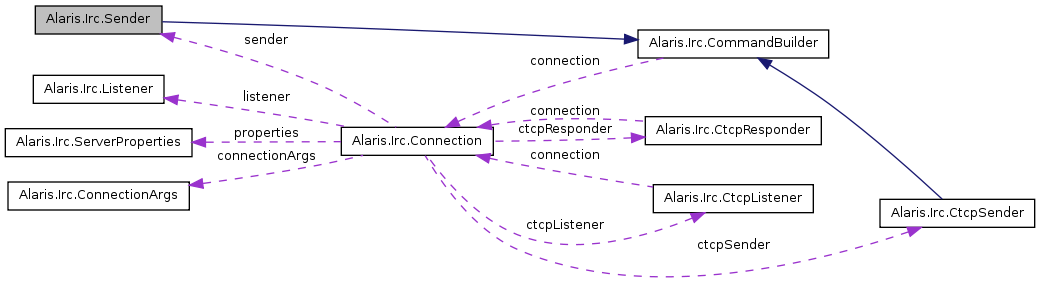 Alaris.Irc.Sender
sender
Alaris.Irc.CommandBuilder
connection
Alaris.Irc.Listener
listener
connection
ctcpResponder
Alaris.Irc.CtcpResponder
Alaris.Irc.ServerProperties
properties
Alaris.Irc.Connection
connectionArgs
connection
Alaris.Irc.ConnectionArgs
Alaris.Irc.CtcpListener
ctcpListener
Alaris.Irc.CtcpSender
ctcpSender